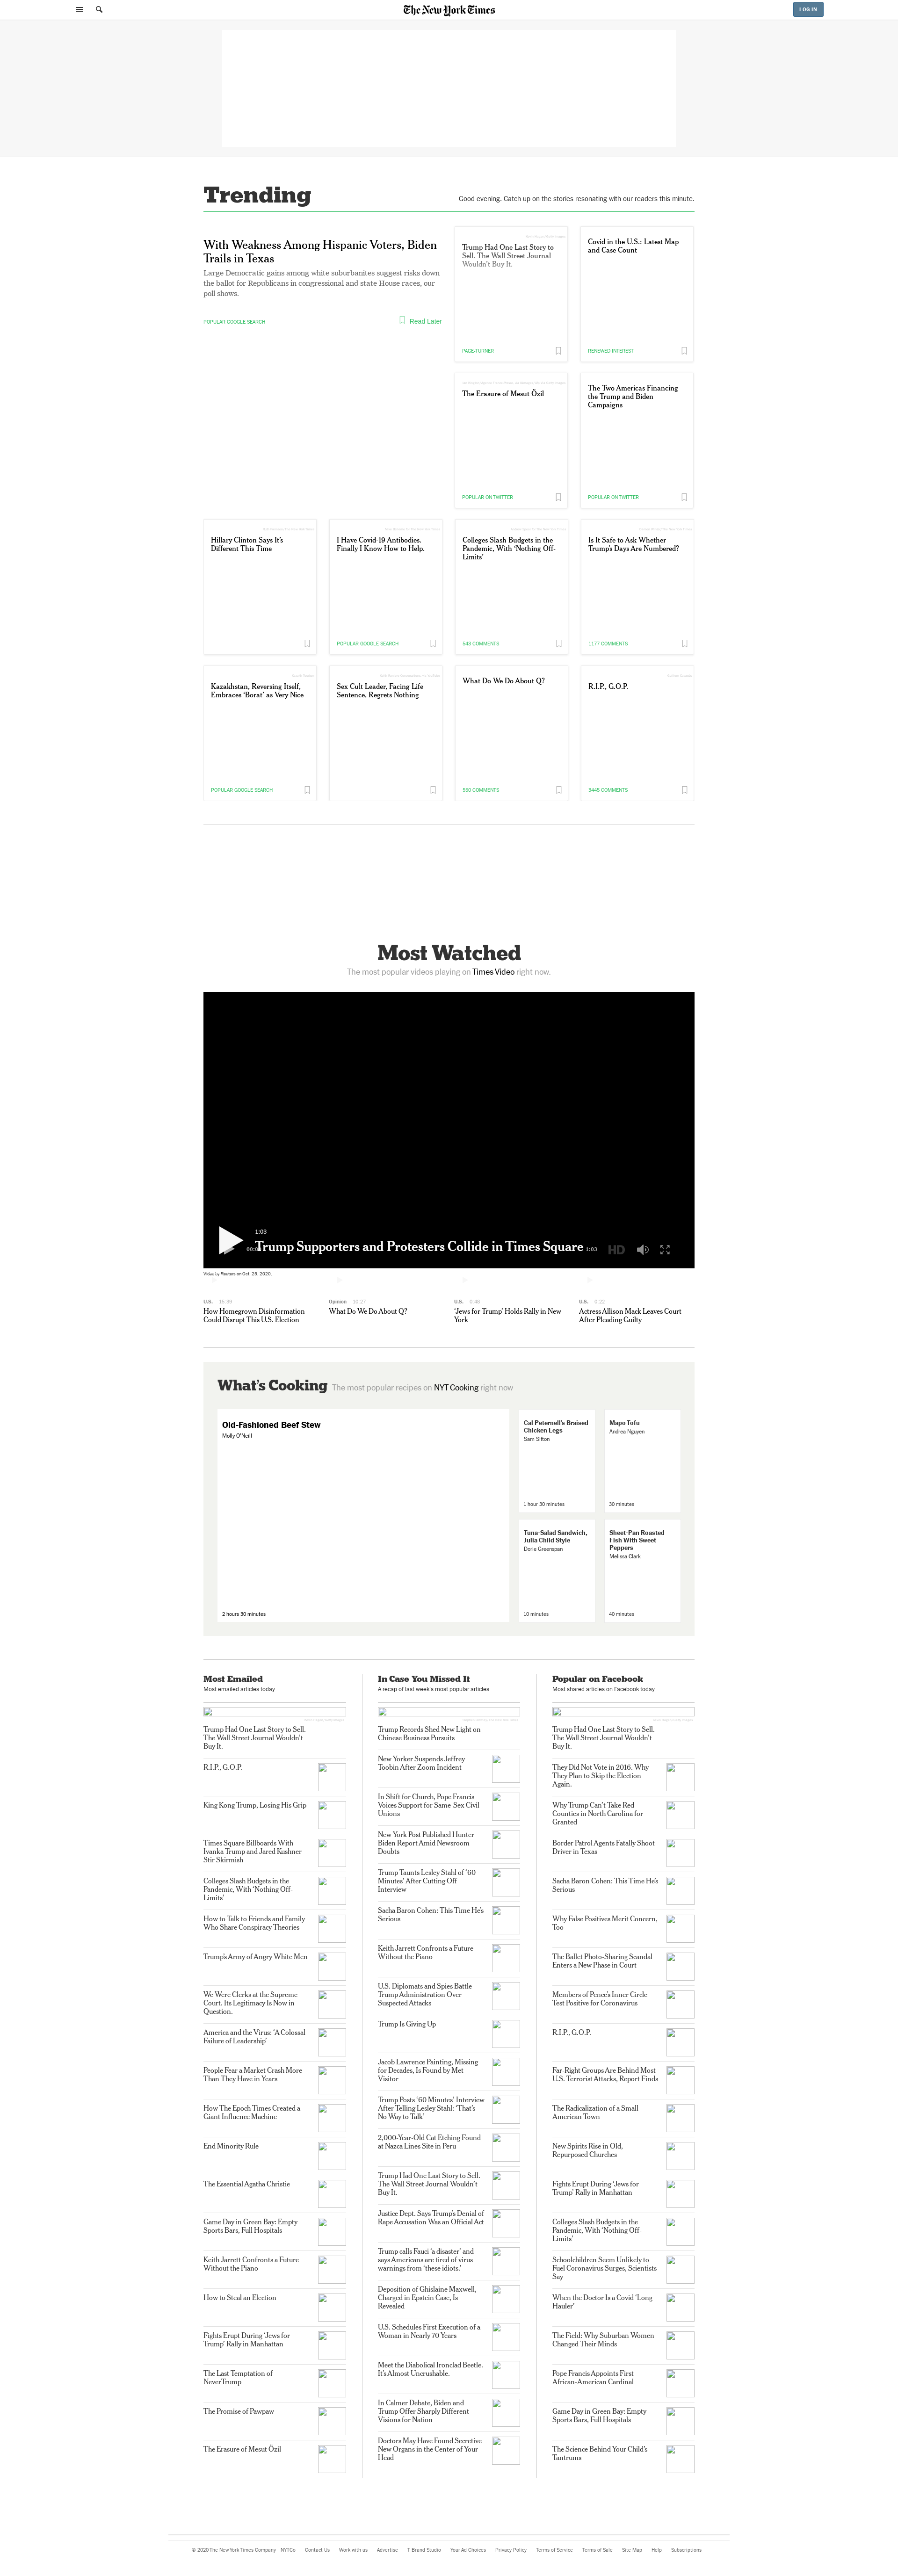 The New York Times
LOG IN
Trending
Good evening. Catch up on the stories resonating with our readers this minute.
With Weakness Among Hispanic Voters, Biden
Trails in Texas
Large Democratic gains among white suburbanites suggest risks down
the ballot for Republicans in congressional and state House races, our
poll shows.
POPULAR GOOGLE SEARCH
Read Later
Trump Had One Last Story to
Sell. The Wall Street Journal
Wouldn’t Buy It.
PAGE-TURNER
Covid in the U.S.: Latest Map
and Case Count
RENEWED INTEREST
The Erasure of Mesut Özil
POPULAR ON TWITTER
The Two Americas Financing
the Trump and Biden
Campaigns
POPULAR ON TWITTER
Hillary Clinton Says It’s
Different This Time
I Have Covid-19 Antibodies.
Finally I Know How to Help.
POPULAR GOOGLE SEARCH
Colleges Slash Budgets in the
Pandemic, With ‘Nothing Off-
Limits’
543 COMMENTS
Is It Safe to Ask Whether
Trump’s Days Are Numbered?
1177 COMMENTS
Kazakhstan, Reversing Itself,
Embraces ‘Borat’ as Very Nice
POPULAR GOOGLE SEARCH
Sex Cult Leader, Facing Life
Sentence, Regrets Nothing
What Do We Do About Q?
550 COMMENTS
R.I.P., G.O.P.
3445 COMMENTS
Most Watched
The most popular videos playing on Times Video right now.
1:03
Trump Supporters and Protesters Collide in Times Square
1:03
HD
Video by Reuters on Oct. 25, 2020.
U.S.
How Homegrown Disinformation
Could Disrupt This U.S. Election
Opinion
What Do We Do About Q?
U.S.
‘Jews for Trump’ Holds Rally in New
York
U.S.
Actress Allison Mack Leaves Court
After Pleading Guilty
What’s Cooking The most popular recipes on NYT Cooking right now
Old-Fashioned Beef Stew
Molly O’Neill
2 hours 30 minutes
Cal Peternell’s Braised
Chicken Legs
Sam Sifton
1 hour 30 minutes
Mapo Tofu
Andrea Nguyen
30 minutes
Tuna-Salad Sandwich,
Julia Child Style
Dorie Greenspan
10 minutes
Sheet-Pan Roasted
Fish With Sweet
Peppers
Melissa Clark
40 minutes
Most Emailed
Most emailed articles today
Trump Had One Last Story to Sell.
The Wall Street Journal Wouldn’t
Buy It.
R.I.P., G.O.P.
King Kong Trump, Losing His Grip
Times Square Billboards With
Ivanka Trump and Jared Kushner
Stir Skirmish
Colleges Slash Budgets in the
Pandemic, With ‘Nothing Off-
Limits’
How to Talk to Friends and Family
Who Share Conspiracy Theories
Trump’s Army of Angry White Men
We Were Clerks at the Supreme
Court. Its Legitimacy Is Now in
Question.
America and the Virus: ‘A Colossal
Failure of Leadership’
People Fear a Market Crash More
Than They Have in Years
How The Epoch Times Created a
Giant Influence Machine
End Minority Rule
The Essential Agatha Christie
Game Day in Green Bay: Empty
Sports Bars, Full Hospitals
Keith Jarrett Confronts a Future
Without the Piano
How to Steal an Election
Fights Erupt During ‘Jews for
Trump’ Rally in Manhattan
The Last Temptation of
NeverTrump
The Promise of Pawpaw
The Erasure of Mesut Özil
In Case You Missed It
A recap of last week’s most popular articles
Trump Records Shed New Light on
Chinese Business Pursuits
New Yorker Suspends Jeffrey
Toobin After Zoom Incident
In Shift for Church, Pope Francis
Voices Support for Same-Sex Civil
Unions
New York Post Published Hunter
Biden Report Amid Newsroom
Doubts
Trump Taunts Lesley Stahl of ‘60
Minutes’ After Cutting Off
Interview
Sacha Baron Cohen: This Time He’s
Serious
Keith Jarrett Confronts a Future
Without the Piano
U.S. Diplomats and Spies Battle
Trump Administration Over
Suspected Attacks
Trump Is Giving Up
Jacob Lawrence Painting, Missing
for Decades, Is Found by Met
Visitor
Trump Posts ‘60 Minutes’ Interview
After Telling Lesley Stahl: ‘That’s
No Way to Talk’
2,000-Year-Old Cat Etching Found
at Nazca Lines Site in Peru
Trump Had One Last Story to Sell.
The Wall Street Journal Wouldn’t
Buy It.
Justice Dept. Says Trump’s Denial of
Rape Accusation Was an Official Act
Trump calls Fauci ‘a disaster’ and
says Americans are tired of virus
warnings from ‘these idiots.’
Deposition of Ghislaine Maxwell,
Charged in Epstein Case, Is
Revealed
U.S. Schedules First Execution of a
Woman in Nearly 70 Years
Meet the Diabolical Ironclad Beetle.
It’s Almost Uncrushable.
In Calmer Debate, Biden and
Trump Offer Sharply Different
Visions for Nation
Doctors May Have Found Secretive
New Organs in the Center of Your
Head
Popular on Facebook
Most shared articles on Facebook today
Trump Had One Last Story to Sell.
The Wall Street Journal Wouldn’t
Buy It.
They Did Not Vote in 2016. Why
They Plan to Skip the Election
Again.
Why Trump Can’t Take Red
Counties in North Carolina for
Granted
Border Patrol Agents Fatally Shoot
Driver in Texas
Sacha Baron Cohen: This Time He’s
Serious
Why False Positives Merit Concern,
Too
The Ballet Photo-Sharing Scandal
Enters a New Phase in Court
Members of Pence’s Inner Circle
Test Positive for Coronavirus
R.I.P., G.O.P.
Far-Right Groups Are Behind Most
U.S. Terrorist Attacks, Report Finds
The Radicalization of a Small
American Town
New Spirits Rise in Old,
Repurposed Churches
Fights Erupt During ‘Jews for
Trump’ Rally in Manhattan
Colleges Slash Budgets in the
Pandemic, With ‘Nothing Off-
Limits’
Schoolchildren Seem Unlikely to
Fuel Coronavirus Surges, Scientists
Say
When the Doctor Is a Covid ‘Long
Hauler’
The Field: Why Suburban Women
Changed Their Minds
Pope Francis Appoints First
African-American Cardinal
Game Day in Green Bay: Empty
Sports Bars, Full Hospitals
The Science Behind Your Child’s
Tantrums
© 2020 The New York Times Company NYTCo Contact Us Work with us Advertise T Brand Studio Your Ad Choices Privacy Policy Terms of Service Terms of Sale Site Map Help Subscriptions